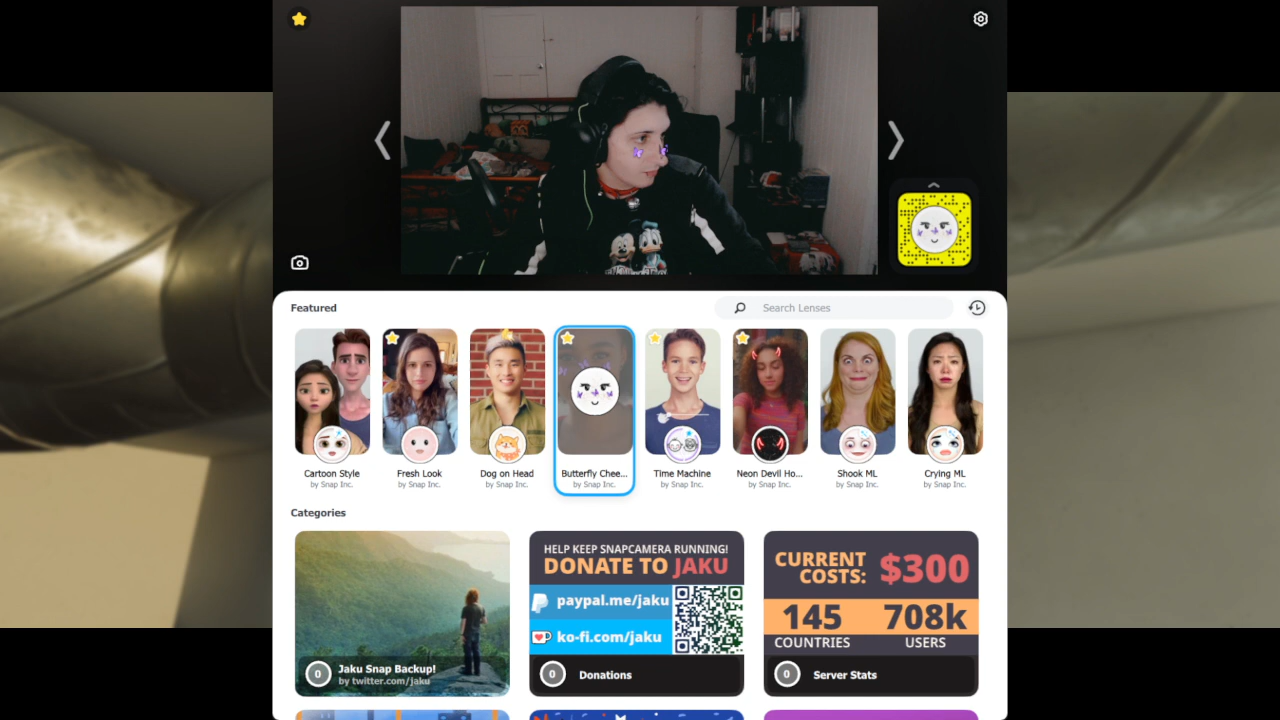 Featured
Search Lenses
Cartoon Style
by Snap Inc.
Fresh Look
by Snap Inc.
Dog on Head
by Snap Inc.
Butterfly Chee...
by Snap Inc.
Time Machine
by Snap Inc.
Neon Devil Ho...
by Snap Inc.
Shook ML
by Snap Inc.
Crying ML
by Snap Inc.
Categories
0
Jaku Snap Backup!
by twitter.com/jaku
HELP KEEP SNAPCAMERA RUNNING!
DONATE TO JAKU
paypal.me/jaku
ko-fi.com/jaku
0
Donations
CURRENT
COSTS:
$300
145
COUNTRIES
708k
USERS
0
Server Stats